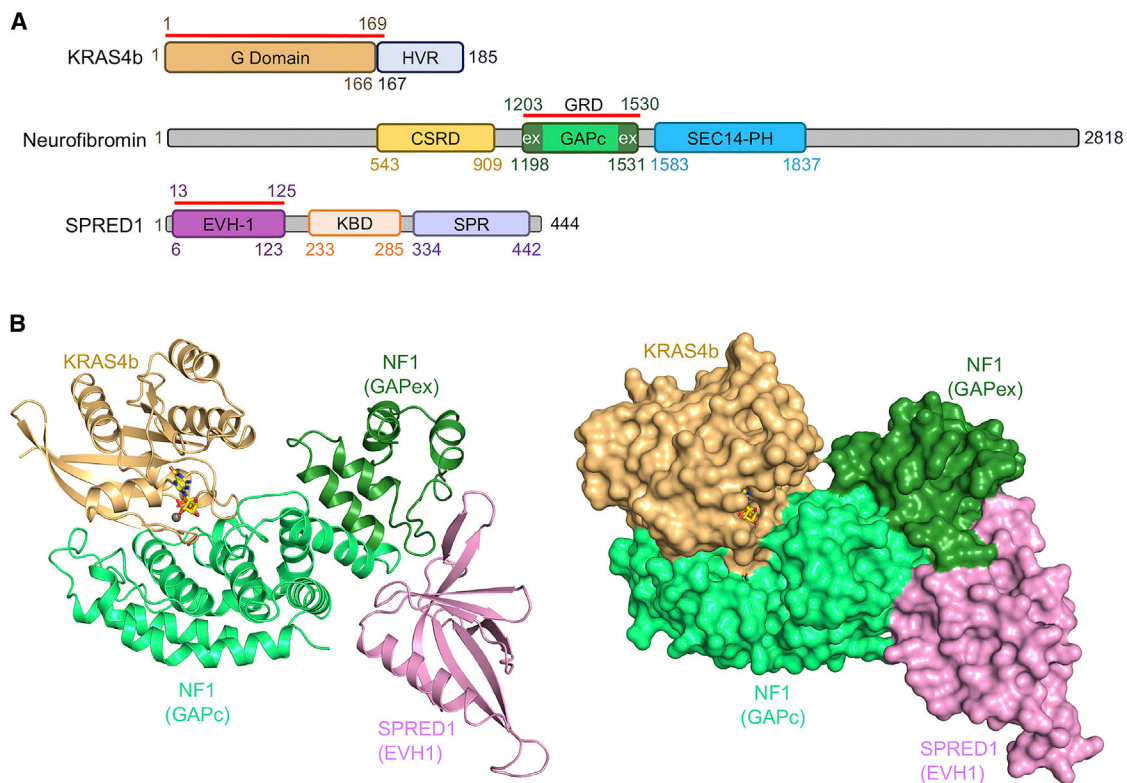 A
1 169
KRAS4b 1 G Domain HVR 185
166 167
1203 GRD 1530
Neurofibromin 1 CSRD ex GAPc ex SEC14-PH 2818
543 909 1198 1531 1583 1837
13 125
SPRED1 1 EVH-1 KBD SPR 444
6 123 233 285 334 442
B
KRAS4b
NF1
(GAPex)
NF1
(GAPc)
SPRED1
(EVH1)
KRAS4b
NF1
(GAPex)
NF1
(GAPc)
SPRED1
(EVH1)